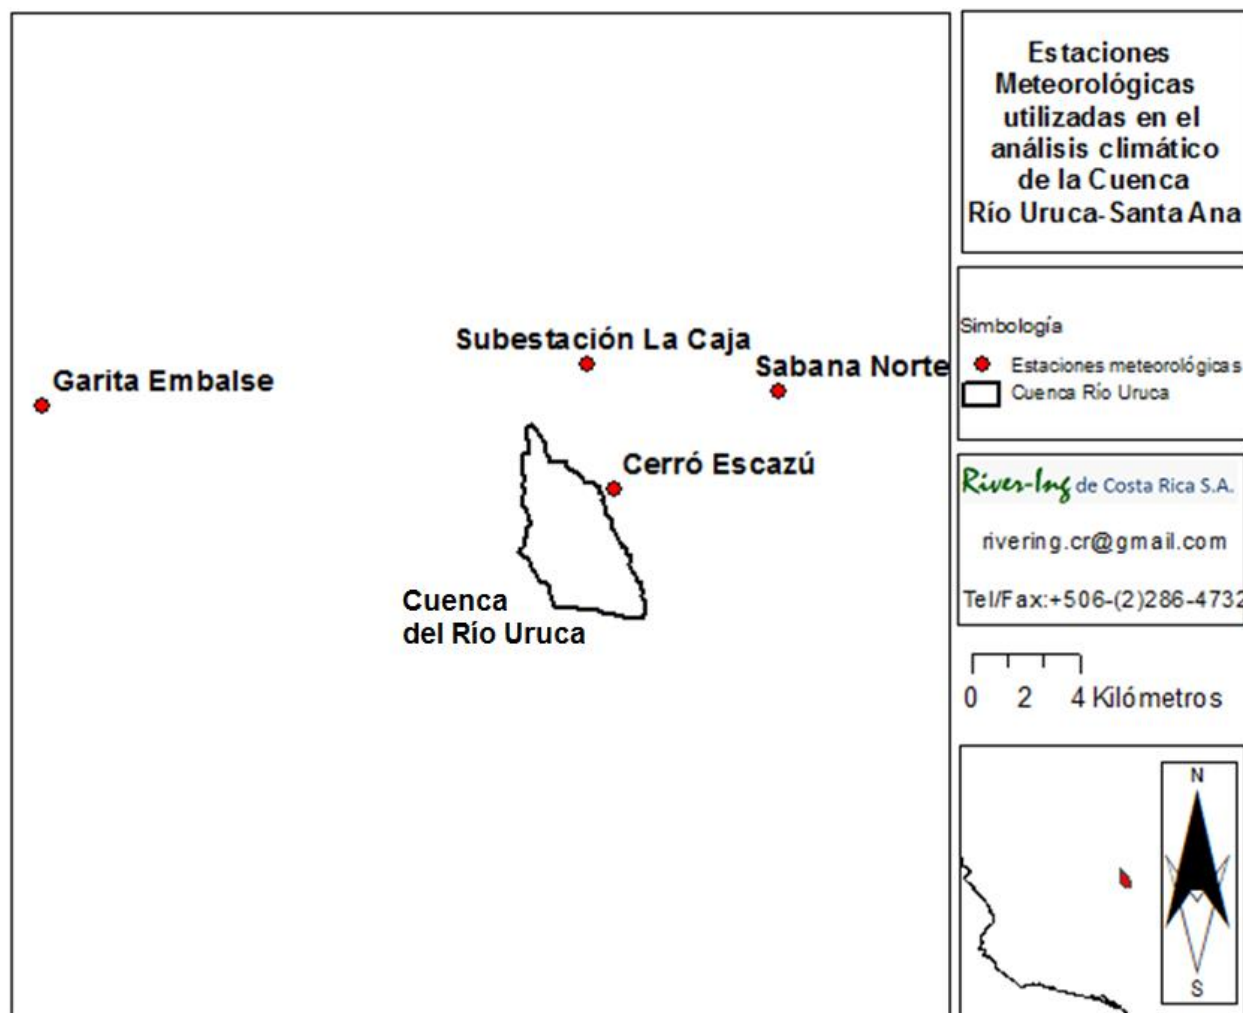 Estaciones
Meteorológicas
utilizadas en el
análisis climático
de la Cuenca
Río Uruca-Santa Ana
Subestación La Caja
Sabana Norte
Garita Embalse
Cerró Escazú
Cuenca
del Río Uruca
Simbología
Estaciones meteorológicas
Cuenca Río Uruca
River-Ing de Costa Rica S.A.
rivering.cr@gmail.com
Tel/Fax:+506-(2)286-4732
0 2 4 Kilómetros
N
S